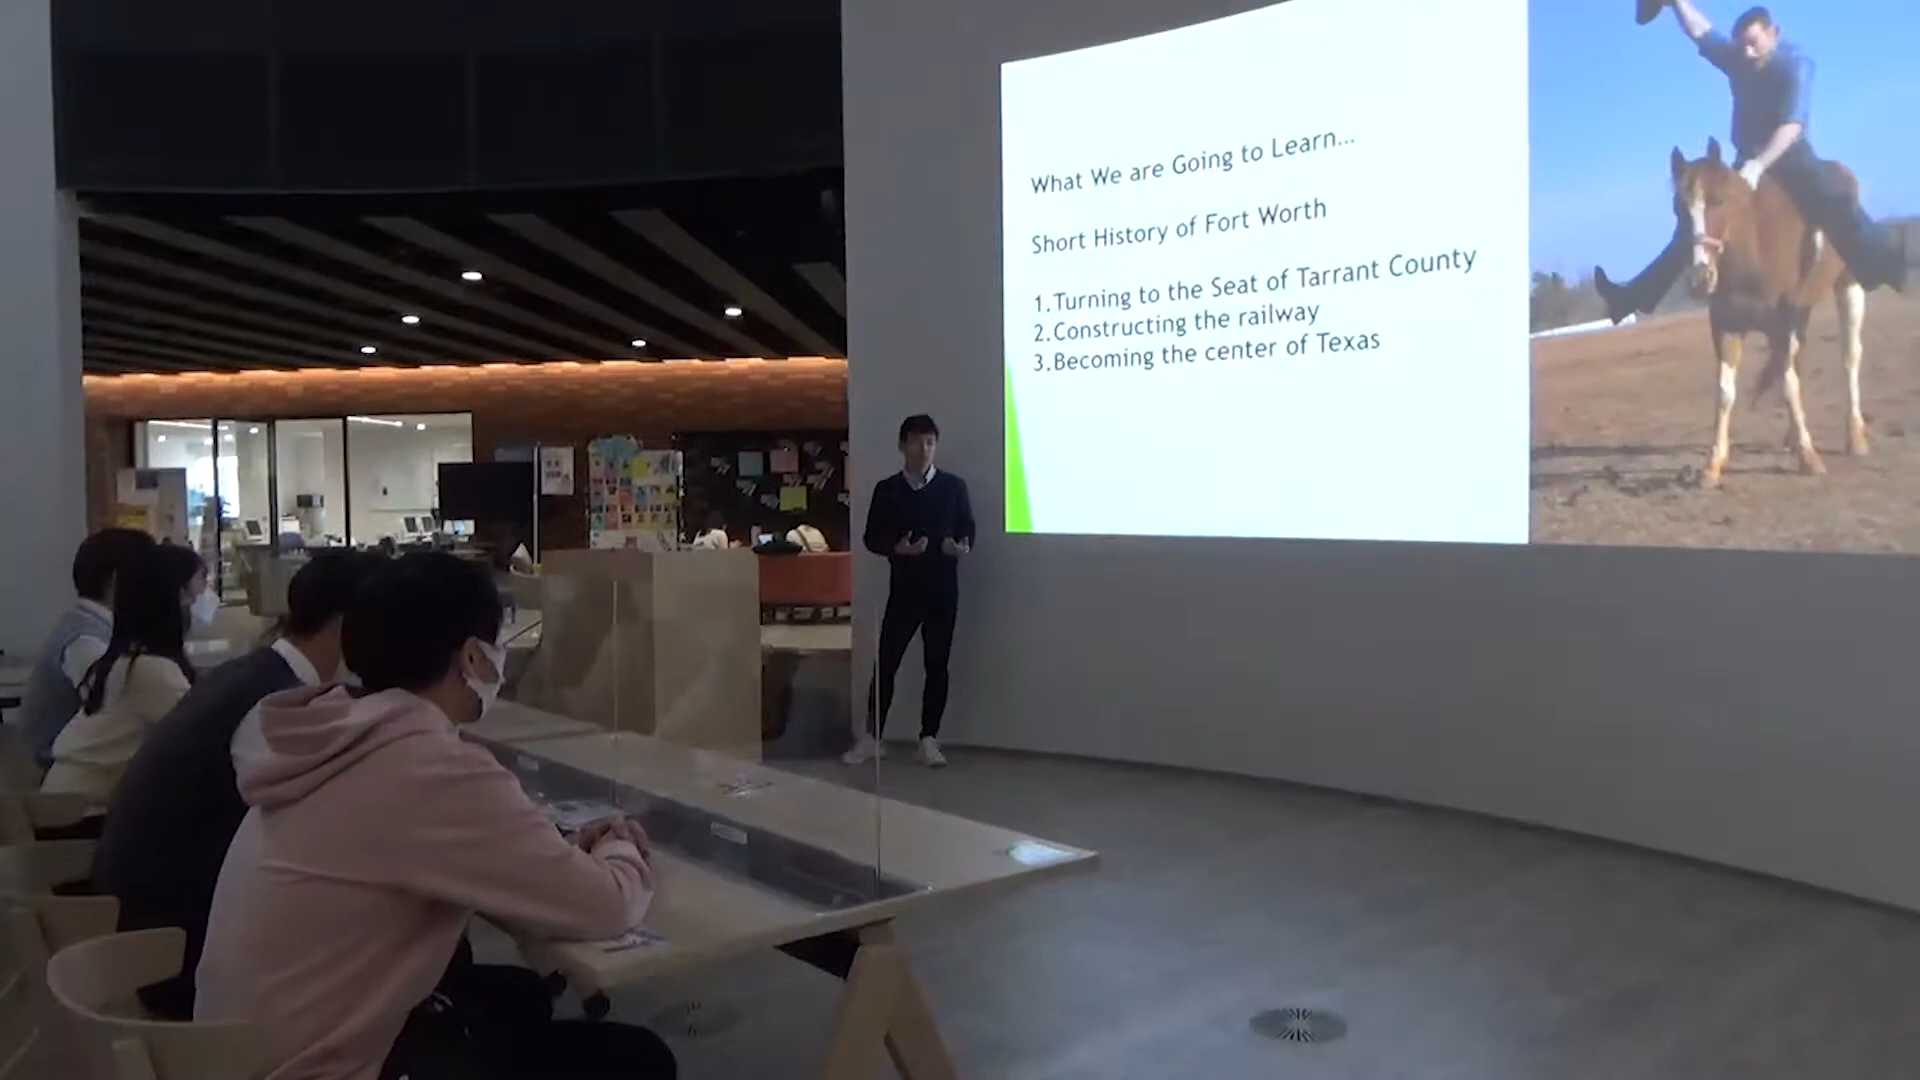 What We are Going to Learn...
Short History of Fort Worth
1.Turning to the Seat of Tarrant County
2.Constructing the railway
3.Becoming the center of Texas